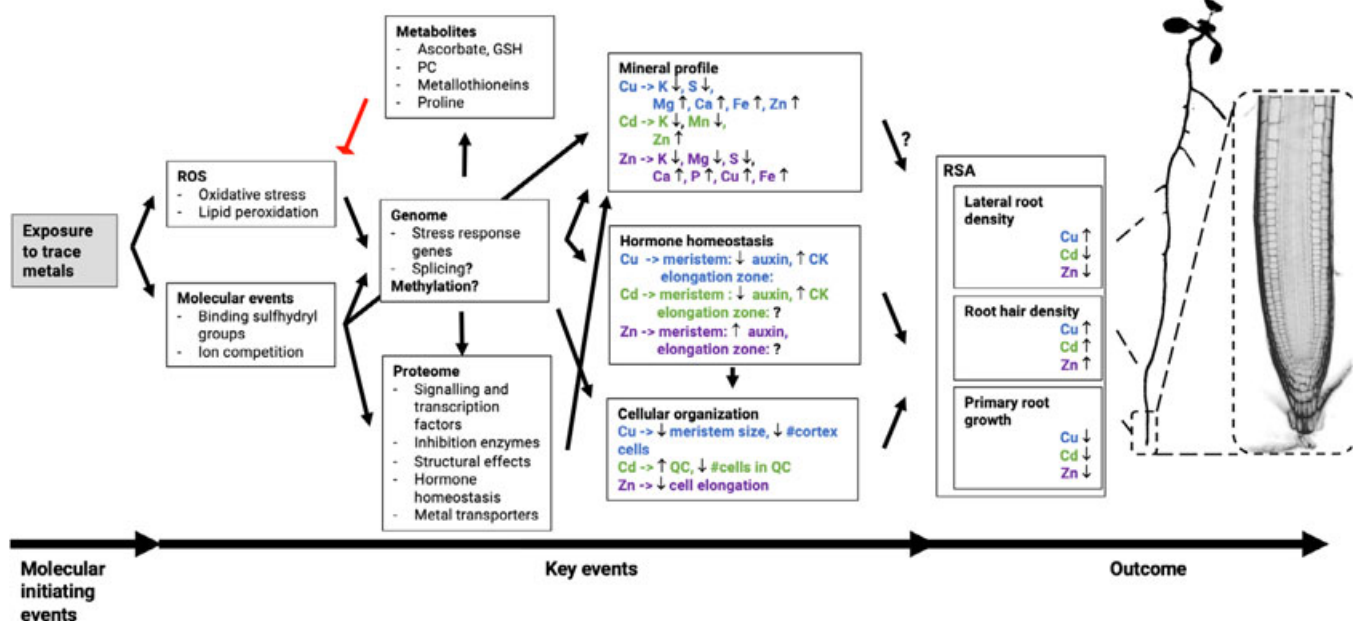 Metabolites
- Ascorbate, GSH
- PC
- Metallothioneins
- Proline
ROS
- Oxidative stress
- Lipid peroxidation
Exposure
to trace
metals
Molecular events
- Binding sulfhydryl
groups
- Ion competition
Genome
- Stress response
genes
- Splicing?
Methylation?
Proteome
- Signalling and
transcription
factors
- Inhibition enzymes
- Structural effects
- Hormone
homeostasis
- Metal transporters
Mineral profile
Cu -> K ↓, S ↓,
Mg ↑, Ca ↑, Fe ↑, Zn ↑
Cd -> K ↓, Mn ↓,
Zn ↑
Zn -> K ↓, Mg ↓, S ↓,
Ca ↑, P ↑, Cu ↑, Fe ↑
Hormone homeostasis
Cu -> meristem: ↓ auxin, ↑ CK
elongation zone:
Cd -> meristem : ↓ auxin, ↑ CK
elongation zone: ?
Zn -> meristem: ↑ auxin,
elongation zone: ?
Cellular organization
Cu -> ↓ meristem size, ↓ #cortex
cells
Cd -> ↑ QC, ↓ #cells in QC
Zn -> ↓ cell elongation
?
RSA
Lateral root
density
Cu ↑
Cd ↓
Zn ↓
Root hair density
Cu ↑
Cd ↑
Zn ↑
Primary root
growth
Cu ↓
Cd ↓
Zn ↓
Molecular
initiating
events
Key events
Outcome